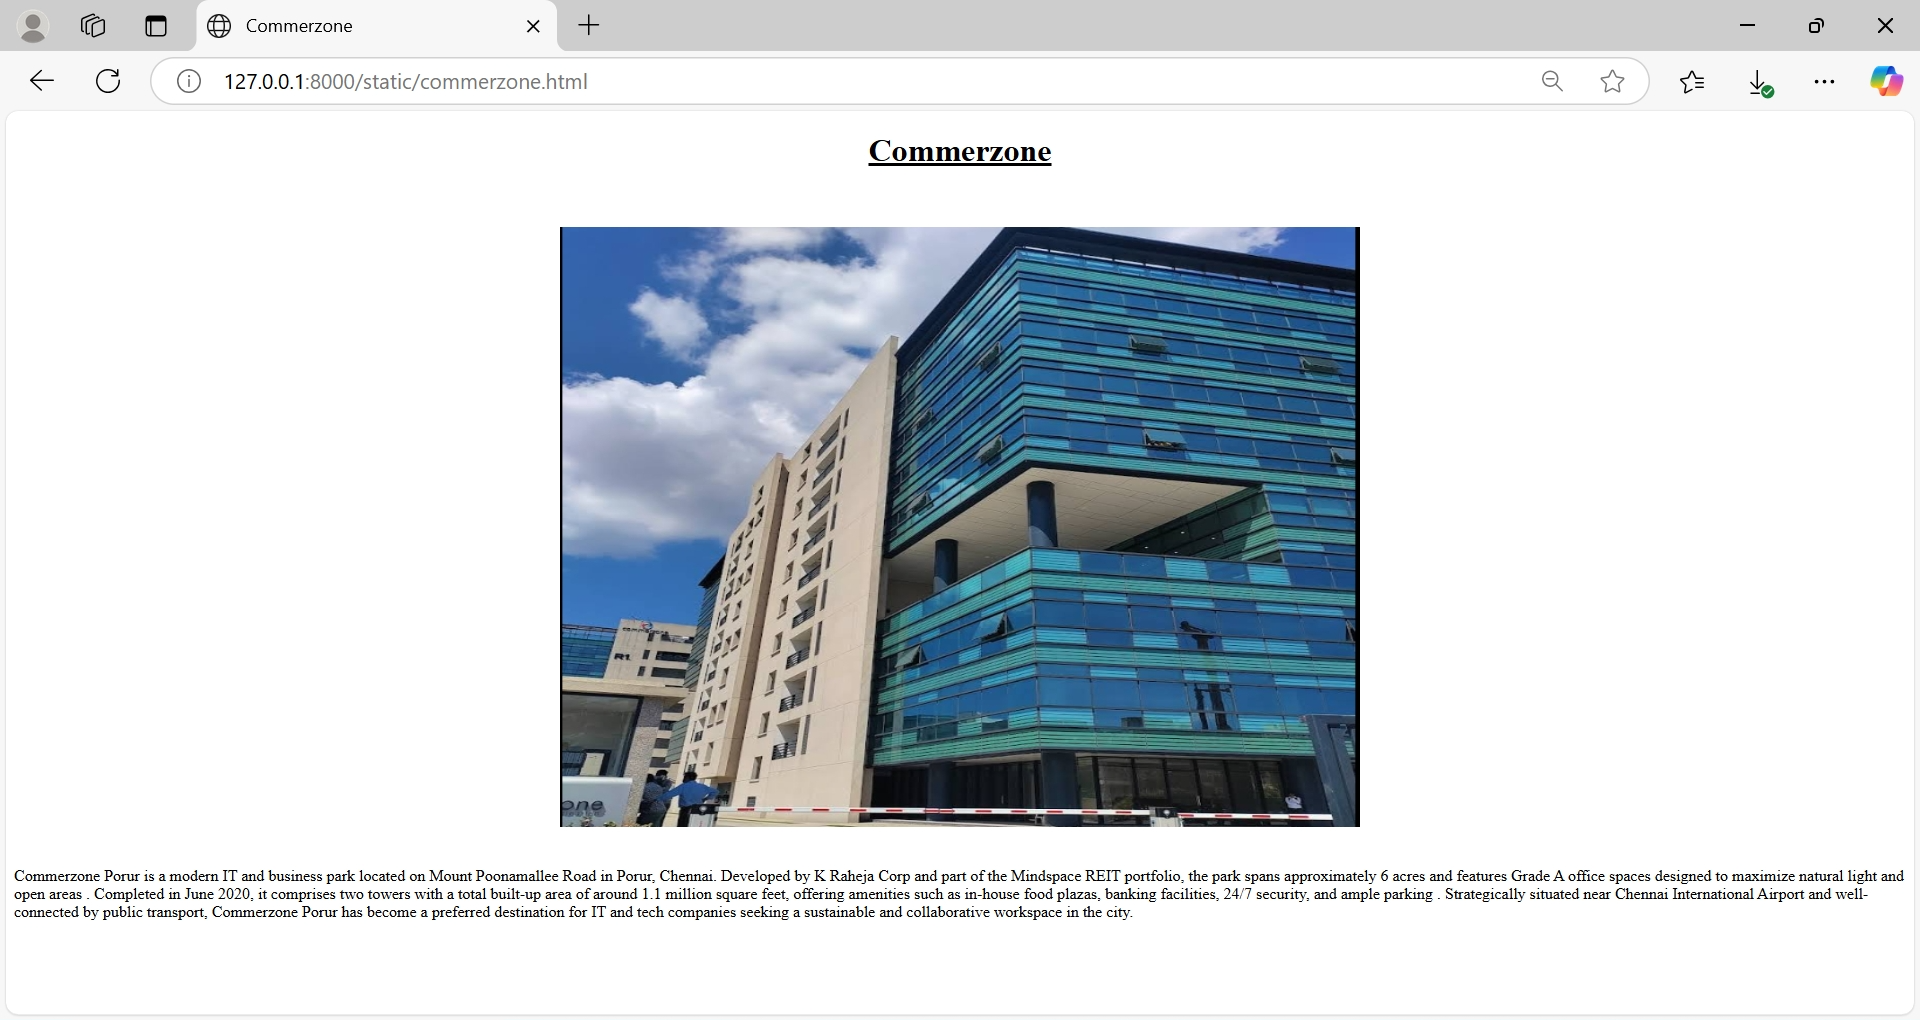 Commerzone
127.0.0.1:8000/static/commerzone.html
Commerzone
R1
one
Commerzone Porur is a modern IT and business park located on Mount Poonamallee Road in Porur, Chennai. Developed by K Raheja Corp and part of the Mindspace REIT portfolio, the park spans approximately 6 acres and features Grade A office spaces designed to maximize natural light and
open areas . Completed in June 2020, it comprises two towers with a total built-up area of around 1.1 million square feet, offering amenities such as in-house food plazas, banking facilities, 24/7 security, and ample parking . Strategically situated near Chennai International Airport and well-
connected by public transport, Commerzone Porur has become a preferred destination for IT and tech companies seeking a sustainable and collaborative workspace in the city.